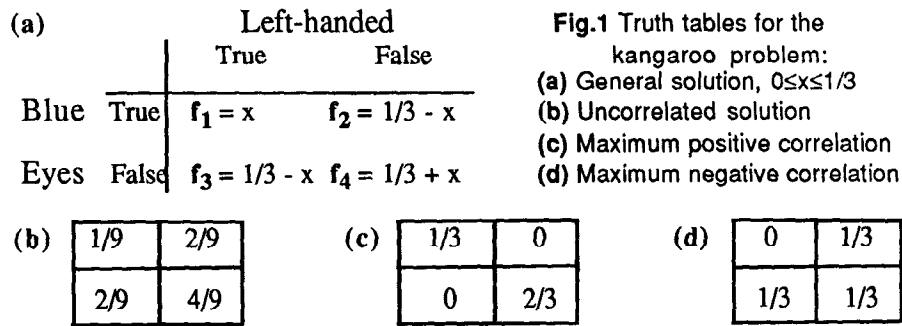 (a) Left-handed
True False
Blue True f₁ = x f₂ = 1/3 - x
Eyes False f₃ = 1/3 - x f₄ = 1/3 + x
Fig.1 Truth tables for the
kangaroo problem:
(a) General solution, 0≤x≤1/3
(b) Uncorrelated solution
(c) Maximum positive correlation
(d) Maximum negative correlation
(b) 1/9 2/9
2/9 4/9
(c) 1/3 0
0 2/3
(d) 0 1/3
1/3 1/3